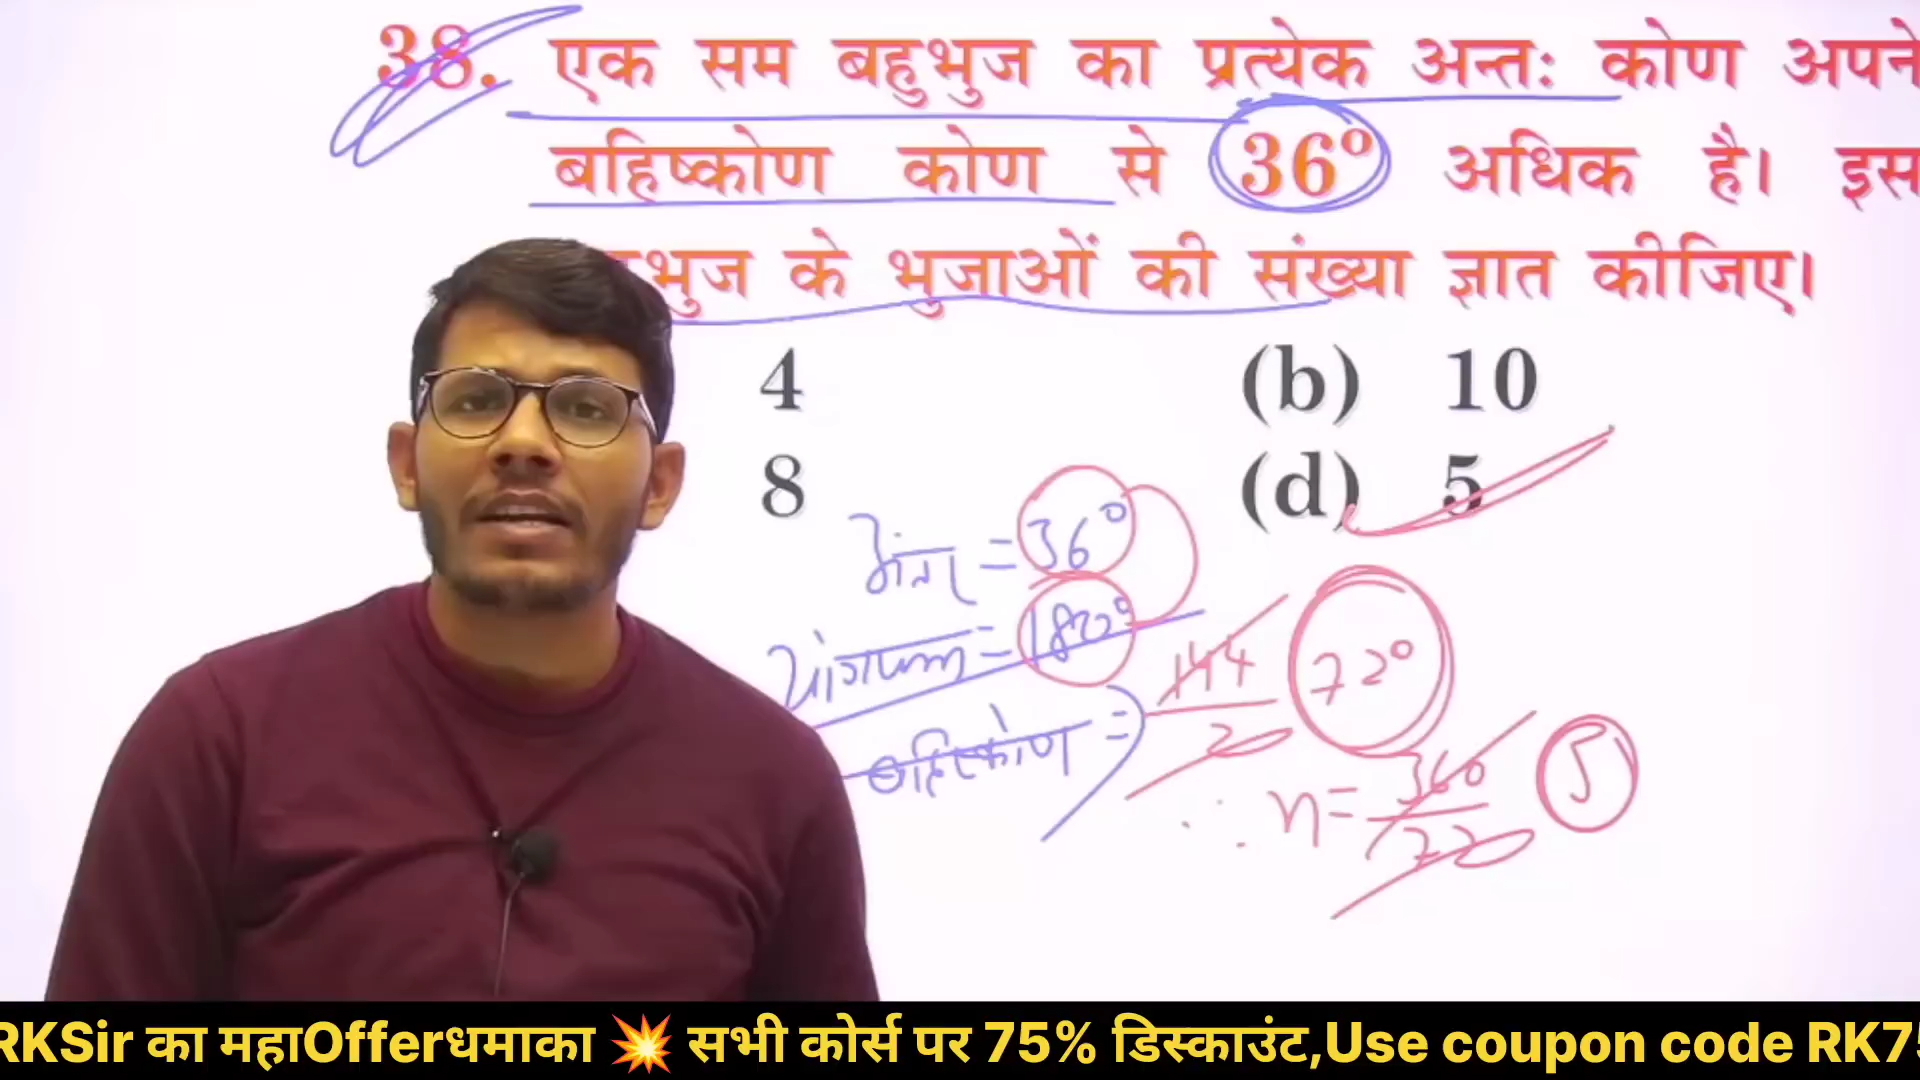 38. एक सम बहुभुज का प्रत्येक अन्तः कोण अपने
बहिष्कोण कोण से 36° अधिक है। इस
भुज के भुजाओं की संख्या ज्ञात कीजिए।
4 (b) 10
8 (d) 5
अंतर = 36°
योगफल = 180°
बहिष्कोण = 144/2 72°
∴ n = 360/72 5
RKSir का महाOfferधमाका 💥 सभी कोर्स पर 75% डिस्काउंट,Use coupon code RK75